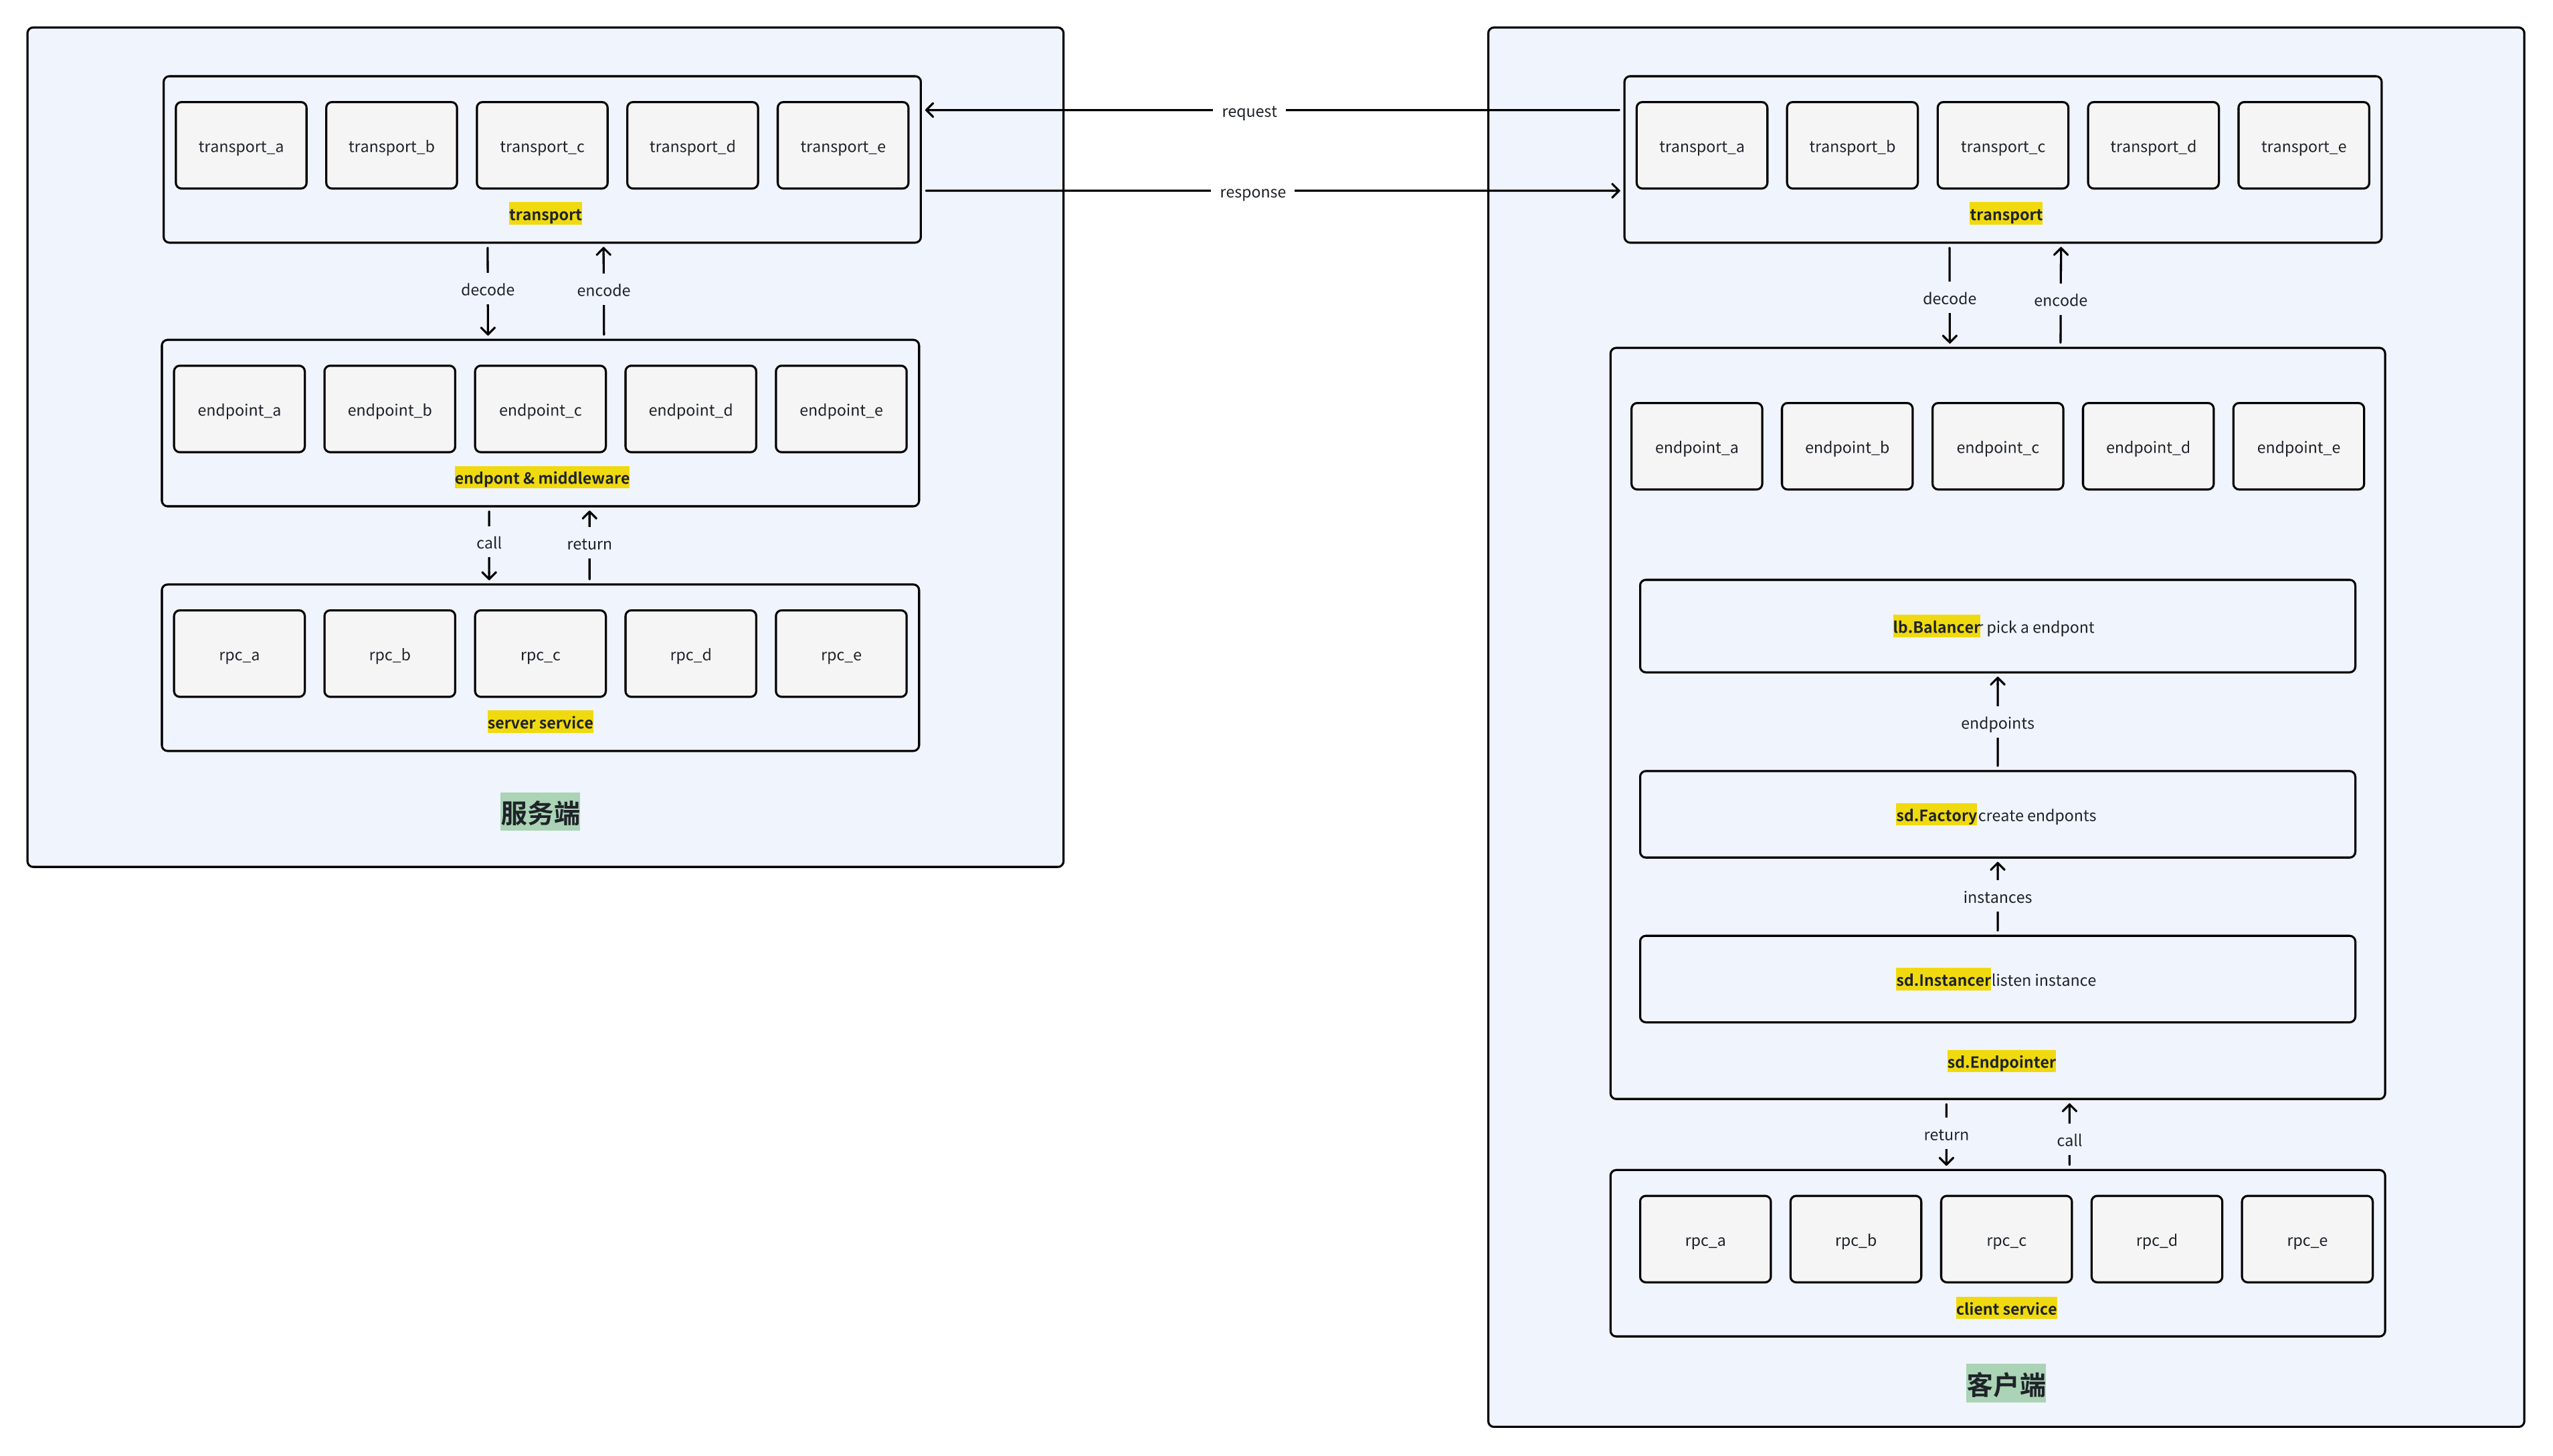 transport_a
transport_b
transport_c
transport_d
transport_e
transport
decode
encode
endpoint_a
endpoint_b
endpoint_c
endpoint_d
endpoint_e
endpont & middleware
call
return
rpc_a
rpc_b
rpc_c
rpc_d
rpc_e
server service
服务端
request
response
transport_a
transport_b
transport_c
transport_d
transport_e
transport
decode
encode
endpoint_a
endpoint_b
endpoint_c
endpoint_d
endpoint_e
lb.Balancer pick a endpont
endpoints
sd.Factory create endponts
instances
sd.Instancer listen instance
sd.Endpointer
return
call
rpc_a
rpc_b
rpc_c
rpc_d
rpc_e
client service
客户端